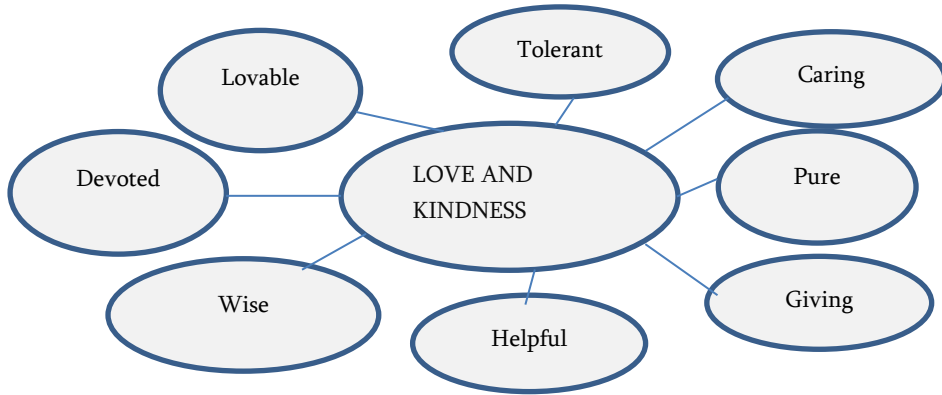 Tolerant
Lovable
Caring
Devoted
LOVE AND
KINDNESS
Pure
Wise
Giving
Helpful